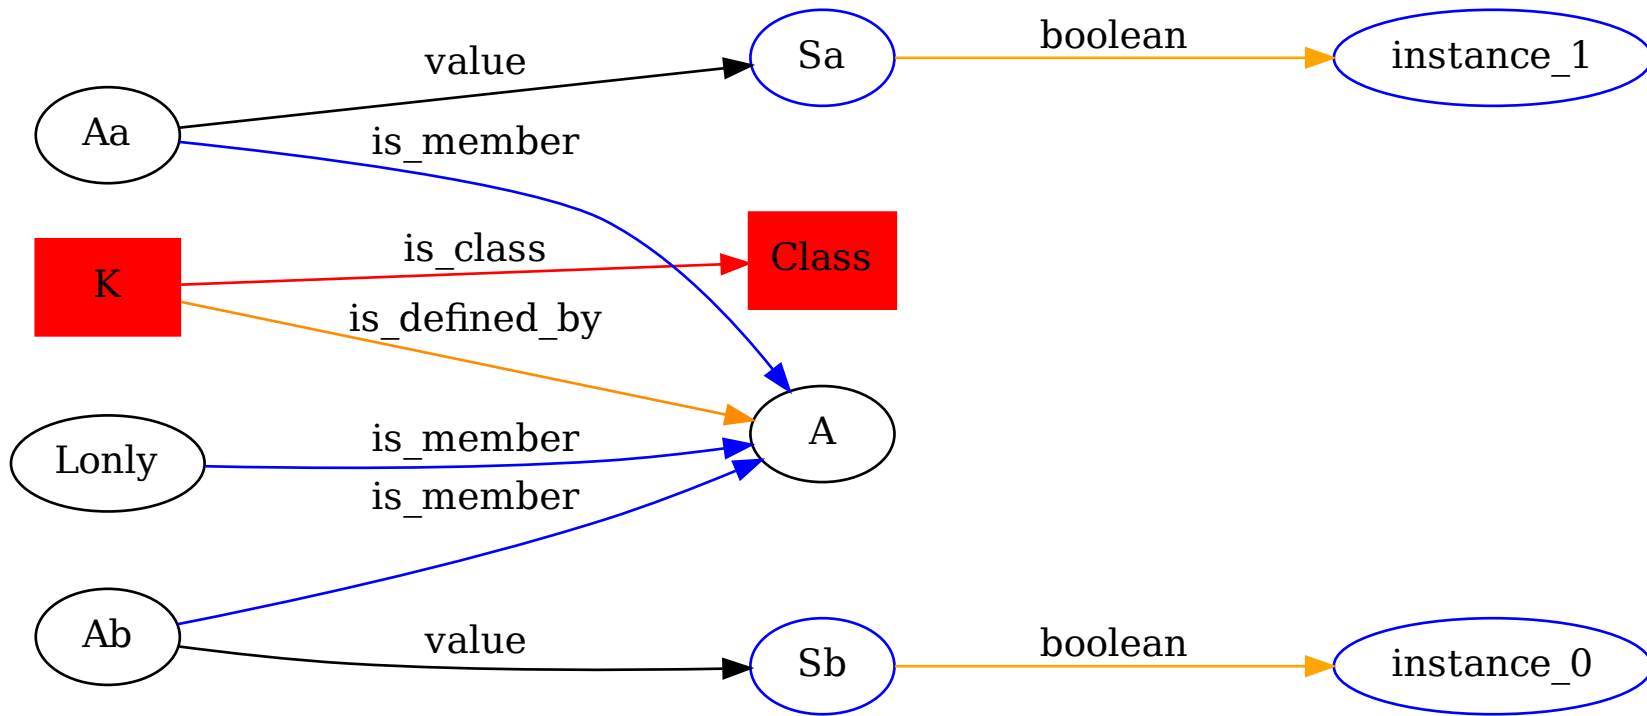 Aa
value
Sa
boolean
instance_1
is_member
K
is_class
Class
is_defined_by
A
Lonly
is_member
is_member
Ab
value
Sb
boolean
instance_0